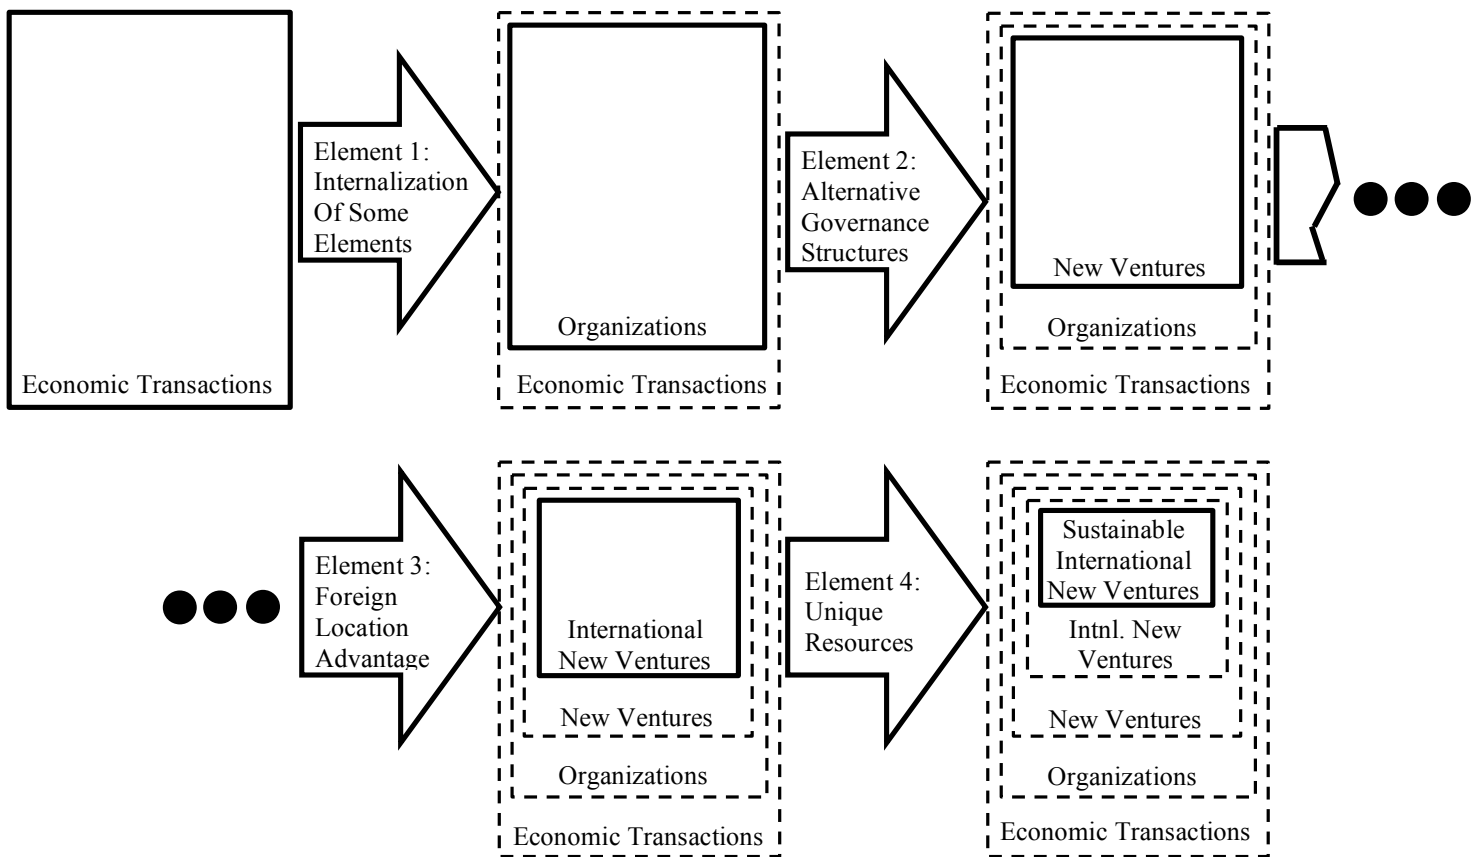 Economic Transactions
Element 1:
Internalization
Of Some
Elements
Organizations
Economic Transactions
Element 2:
Alternative
Governance
Structures
New Ventures
Organizations
Economic Transactions
Element 3:
Foreign
Location
Advantage
International
New Ventures
New Ventures
Organizations
Economic Transactions
Element 4:
Unique
Resources
Sustainable
International
New Ventures
Intnl. New
Ventures
New Ventures
Organizations
Economic Transactions